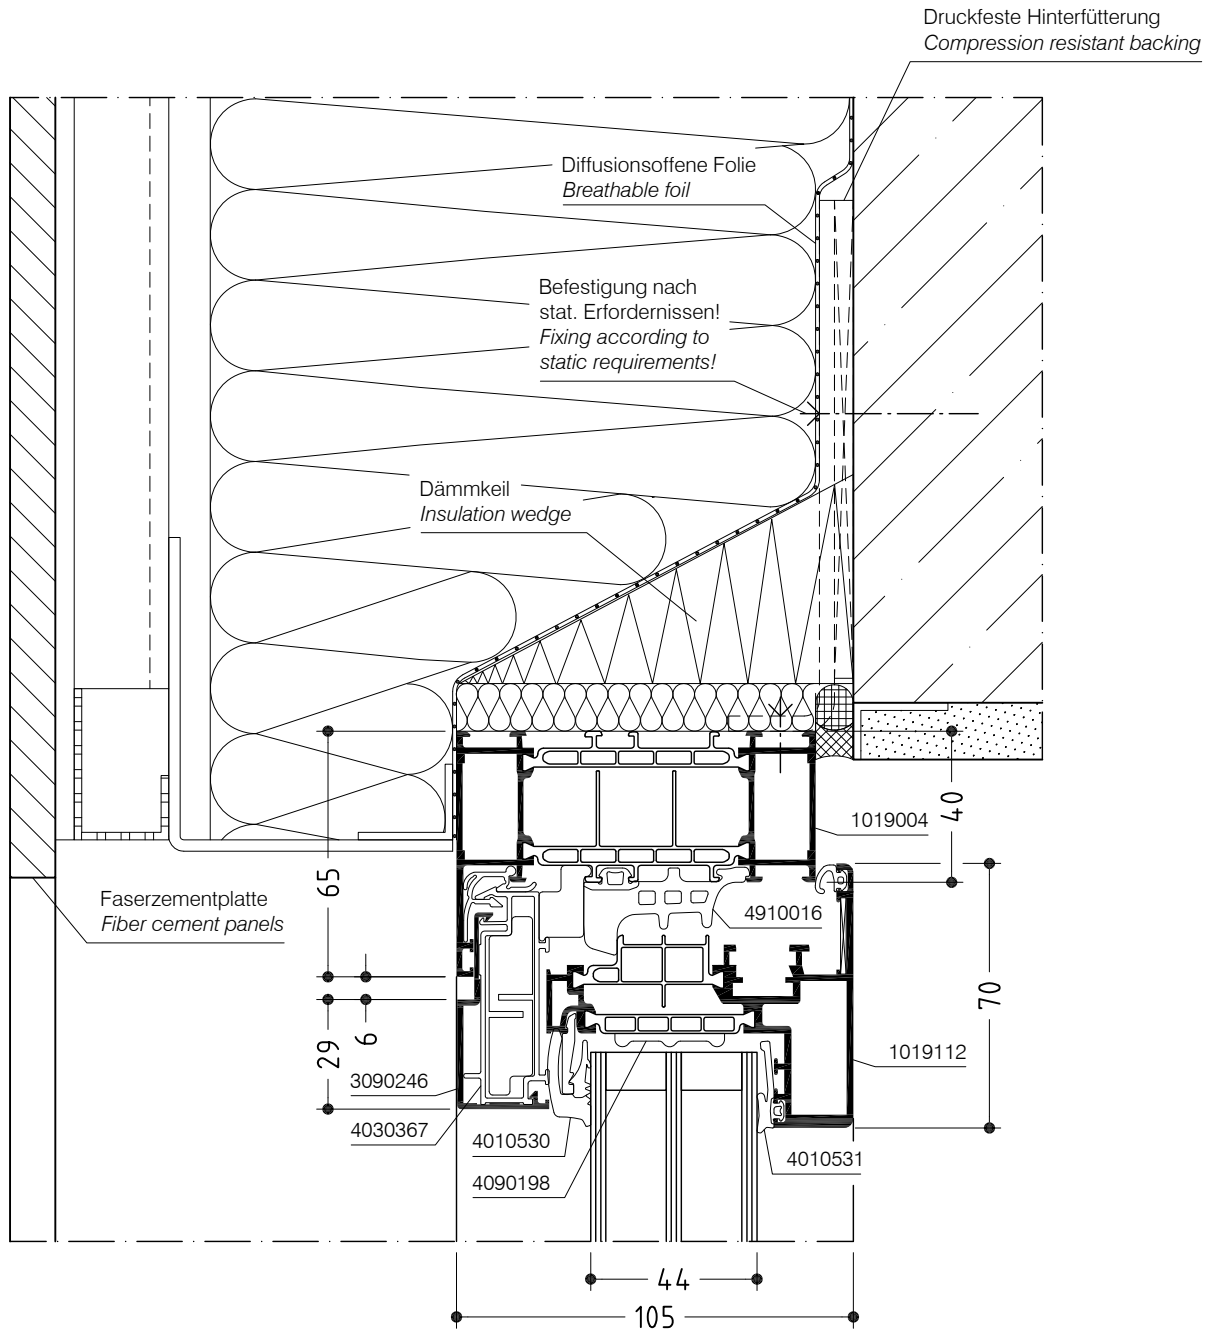 Druckfeste Hinterfütterung
Compression resistant backing
Diffusionsoffene Folie
Breathable foil
Befestigung nach
stat. Erfordernissen!
Fixing according to
static requirements!
Dämmkeil
Insulation wedge
Faserzementplatte
Fiber cement panels
65
6
29
40
70
1019004
4910016
1019112
3090246
4030367
4010530
4090198
4010531
44
105